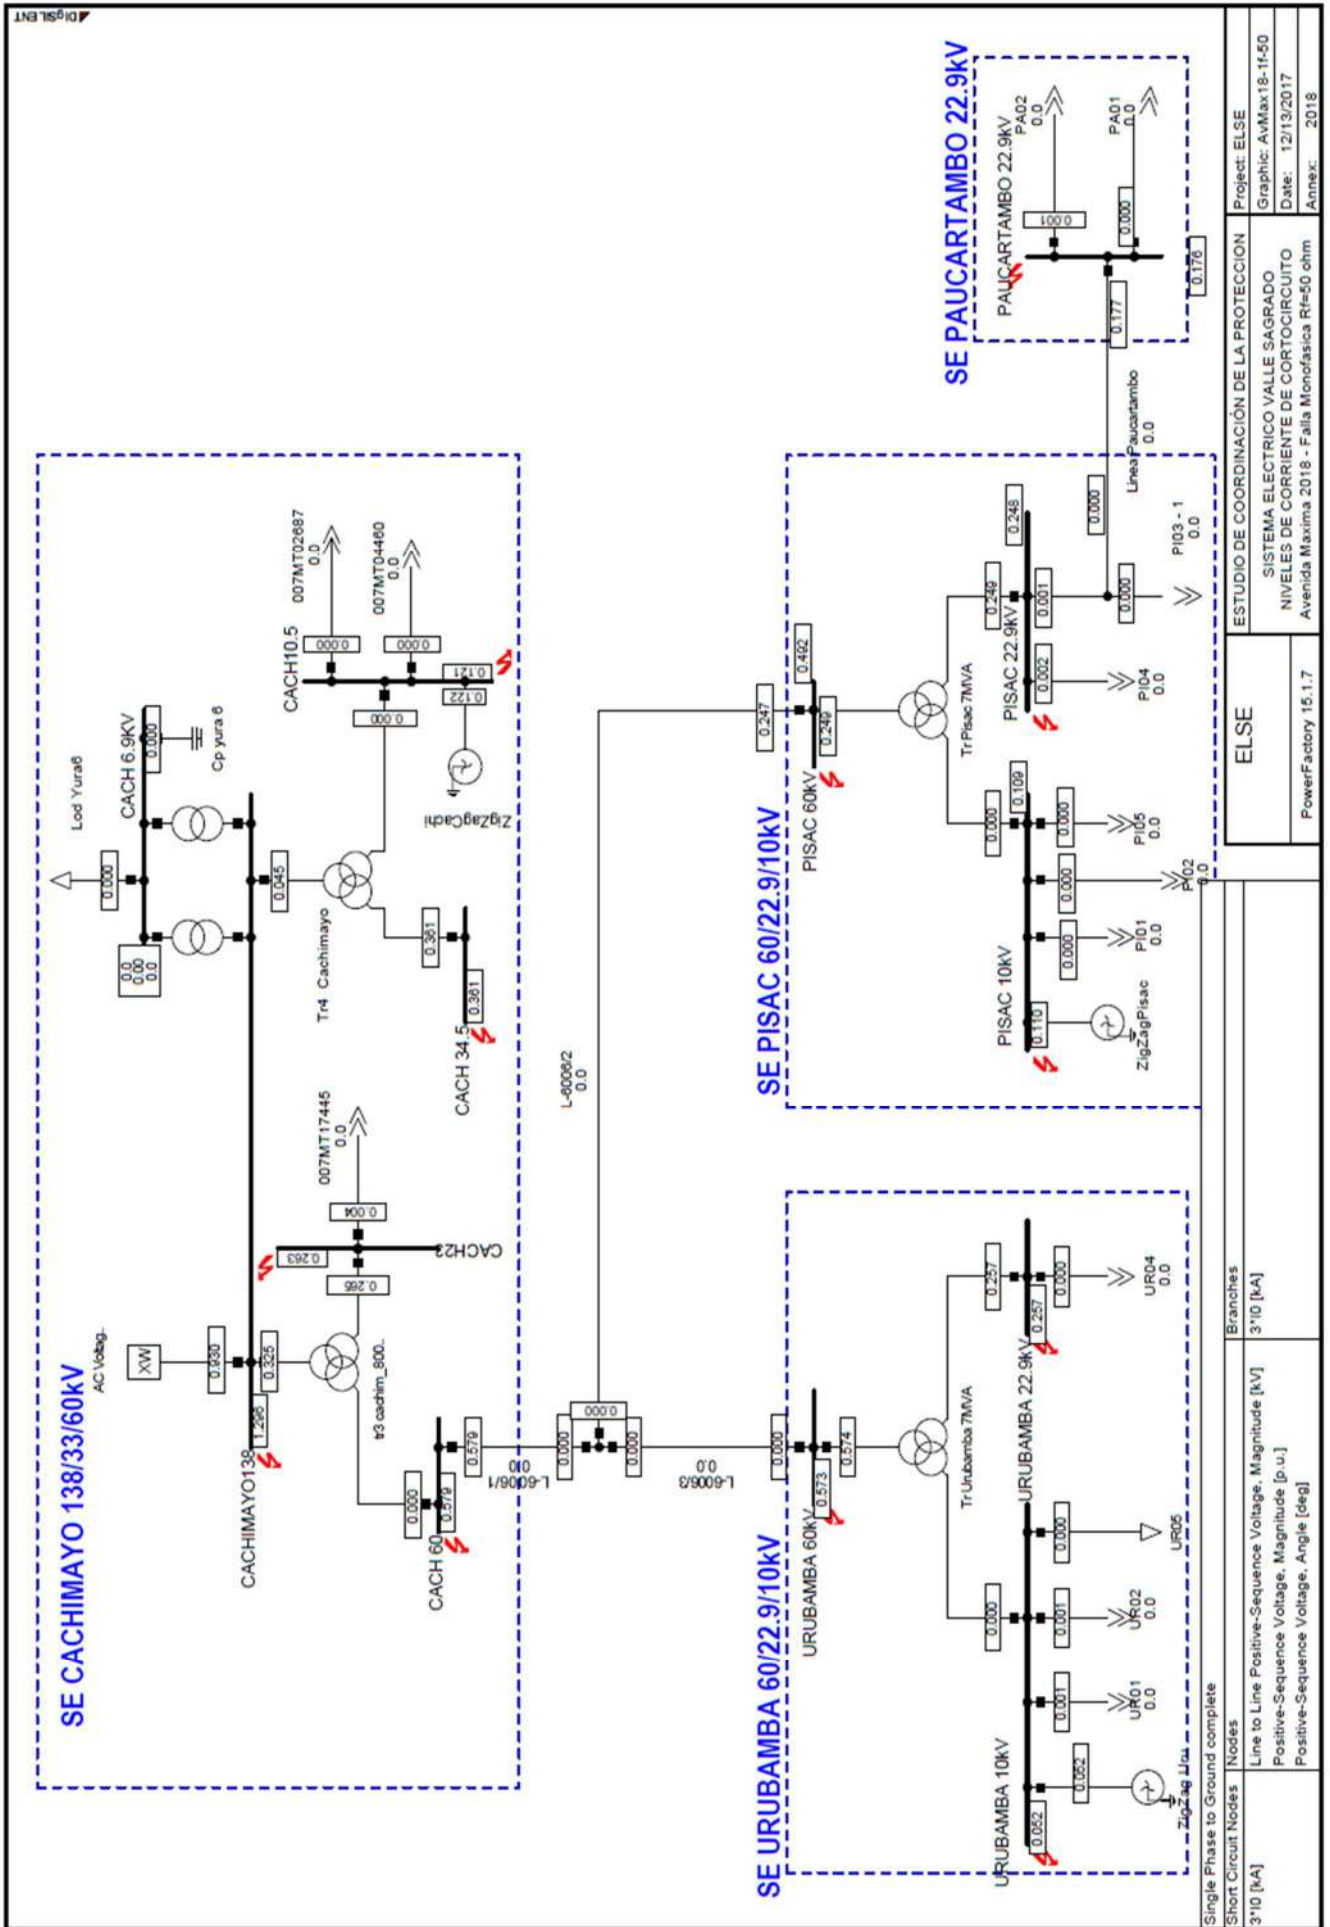 DIgSILENT
SE CACHIMAYO 138/33/60kV
AC Voltag..
0.930
1.296
0.325
CACHIMAYO138
tr3 cachim_800..
0.265
0.263
CACH23
0.004
007MT17445
0.0
0.000
0.579
CACH 60
0.579
Lod Yura6
0.000
CACH 6.9KV
0.000
Cp yura 6
0.0
0.00
0.0
0.045
Tr4 Cachimayo
0.361
0.361
CACH 34.5
CACH10.5
0.000
0.000
0.000
0.121
0.122
007MT02687
0.0
007MT04460
0.0
ZigZagCachi
L-6006/1
0.0
0.000
0.000
0.000
L-6006/2
0.0
L-6006/3
0.0
SE URUBAMBA 60/22.9/10kV
0.000
0.573
0.574
URUBAMBA 60kV
Tr Urubamba 7MVA
0.000
0.257
URUBAMBA 22.9kV
0.257
0.000
UR04
0.0
URUBAMBA 10kV
0.052
0.052
0.001
0.001
0.000
UR01
0.0
UR02
0.0
UR05
SE PISAC 60/22.9/10kV
0.247
0.492
0.249
PISAC 60kV
Tr Pisac 7MVA
0.000
0.109
0.249
0.248
PISAC 10kV
0.110
0.000
0.000
0.000
ZigZagPisac
PI01
0.0
PI02
0.0
PI05
0.0
PISAC 22.9kV
0.002
0.001
0.000
0.000
PI04
0.0
PI03 - 1
0.0
Linea Paucartambo
0.0
SE PAUCARTAMBO 22.9kV
PAUCARTAMBO 22.9kV
0.177
0.176
0.001
0.000
PA02
0.0
PA01
0.0
Single Phase to Ground complete
Short Circuit Nodes
3*I0 [kA]
Nodes
Line to Line Positive-Sequence Voltage, Magnitude [kV]
Positive-Sequence Voltage, Magnitude [p.u.]
Positive-Sequence Voltage, Angle [deg]
Branches
3*I0 [kA]
ELSE
PowerFactory 15.1.7
ESTUDIO DE COORDINACIÓN DE LA PROTECCION
SISTEMA ELECTRICO VALLE SAGRADO
NIVELES DE CORRIENTE DE CORTOCIRCUITO
Avenida Maxima 2018 - Falla Monofasica Rf=50 ohm
Project: ELSE
Graphic: AvMax18-1f-50
Date: 12/13/2017
Annex: 2018